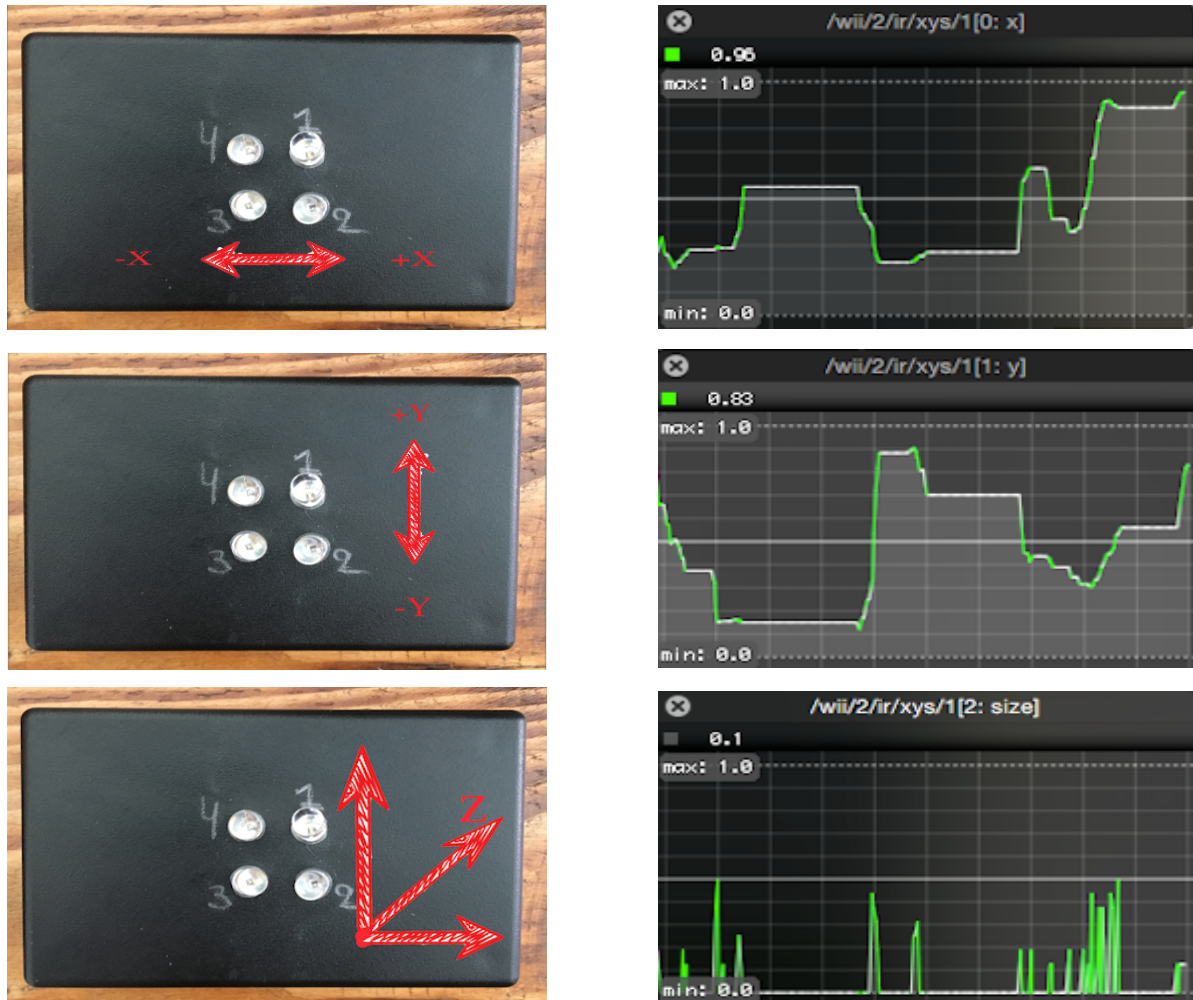 4 1
3 2
-X +X
/wii/2/ir/xys/1[0: x]
0.96
max: 1.0
min: 0.0
+Y
4 1
3 2
-Y
/wii/2/ir/xys/1[1: y]
0.83
max: 1.0
min: 0.0
Z
4 1
3 2
/wii/2/ir/xys/1[2: size]
0.1
max: 1.0
min: 0.0